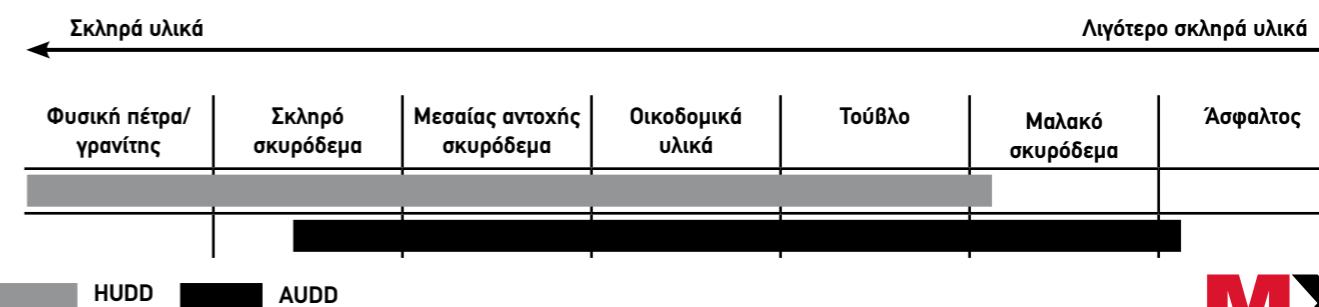 Σκληρά υλικά
Λιγότερο σκληρά υλικά
Φυσική πέτρα/
γρανίτης
Σκληρό
σκυρόδεμα
Μεσαίας αντοχής
σκυρόδεμα
Οικοδομικά
υλικά
Τούβλο
Μαλακό
σκυρόδεμα
Άσφαλτος
HUDD
AUDD